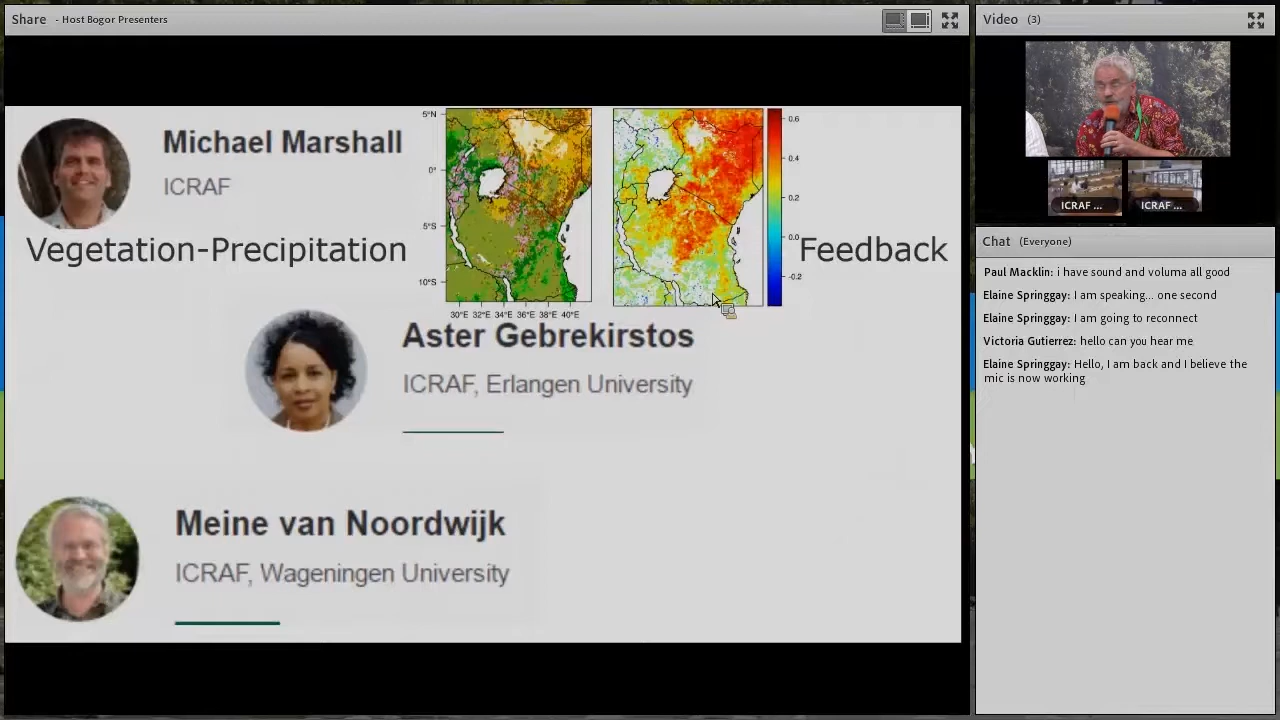 Share - Host Bogor Presenters
Michael Marshall
ICRAF
Vegetation-Precipitation
Feedback
5°N
0°
5°S
10°S
30°E 32°E 34°E 36°E 38°E 40°E
0.6
0.4
0.2
0.0
-0.2
Aster Gebrekirstos
ICRAF, Erlangen University
Meine van Noordwijk
ICRAF, Wageningen University
Video (3)
ICRAF ...
ICRAF ...
Chat (Everyone)
Paul Macklin: i have sound and voluma all good
Elaine Springgay: I am speaking... one second
Elaine Springgay: I am going to reconnect
Victoria Gutierrez: hello can you hear me
Elaine Springgay: Hello, I am back and I believe the
mic is now working